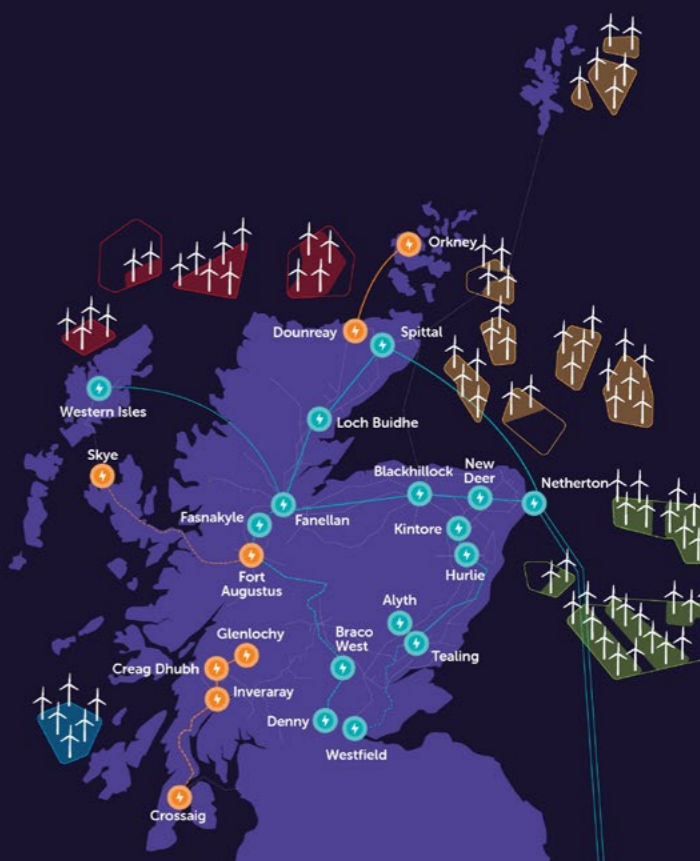 Orkney
Dounreay
Spittal
Western Isles
Loch Buidhe
Skye
Blackhillock
New
Deer
Netherton
Fasnakyle
Fanellan
Kintore
Fort
Augustus
Hurlie
Alyth
Glenlochy
Braco
West
Tealing
Creag Dhubh
Inveraray
Denny
Westfield
Crossaig